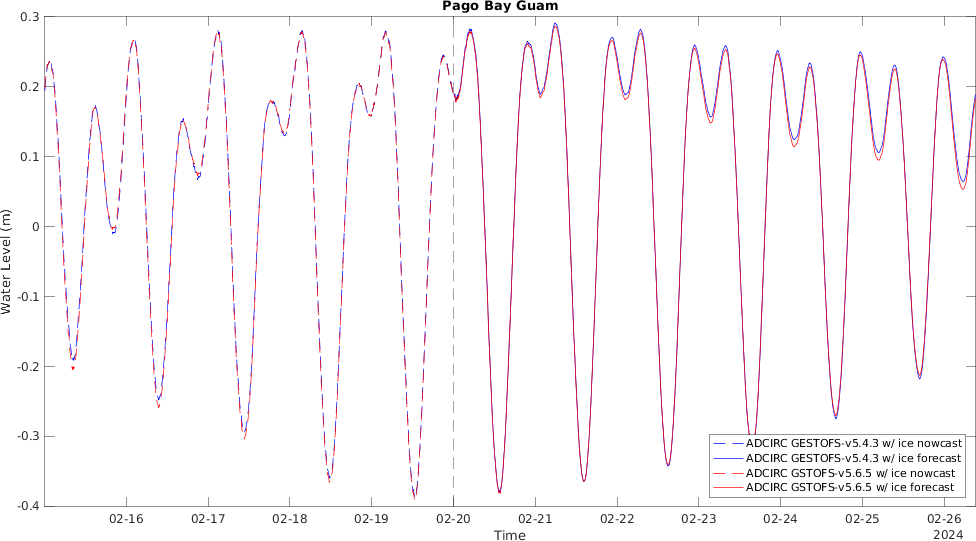 Pago Bay Guam
0.3
0.2
0.1
0
-0.1
-0.2
-0.3
-0.4
Water Level (m)
ADCIRC GESTOFS-v5.4.3 w/ ice nowcast
ADCIRC GESTOFS-v5.4.3 w/ ice forecast
ADCIRC GSTOFS-v5.6.5 w/ ice nowcast
ADCIRC GSTOFS-v5.6.5 w/ ice forecast
02-16 02-17 02-18 02-19 02-20 02-21 02-22 02-23 02-24 02-25 02-26
Time 2024